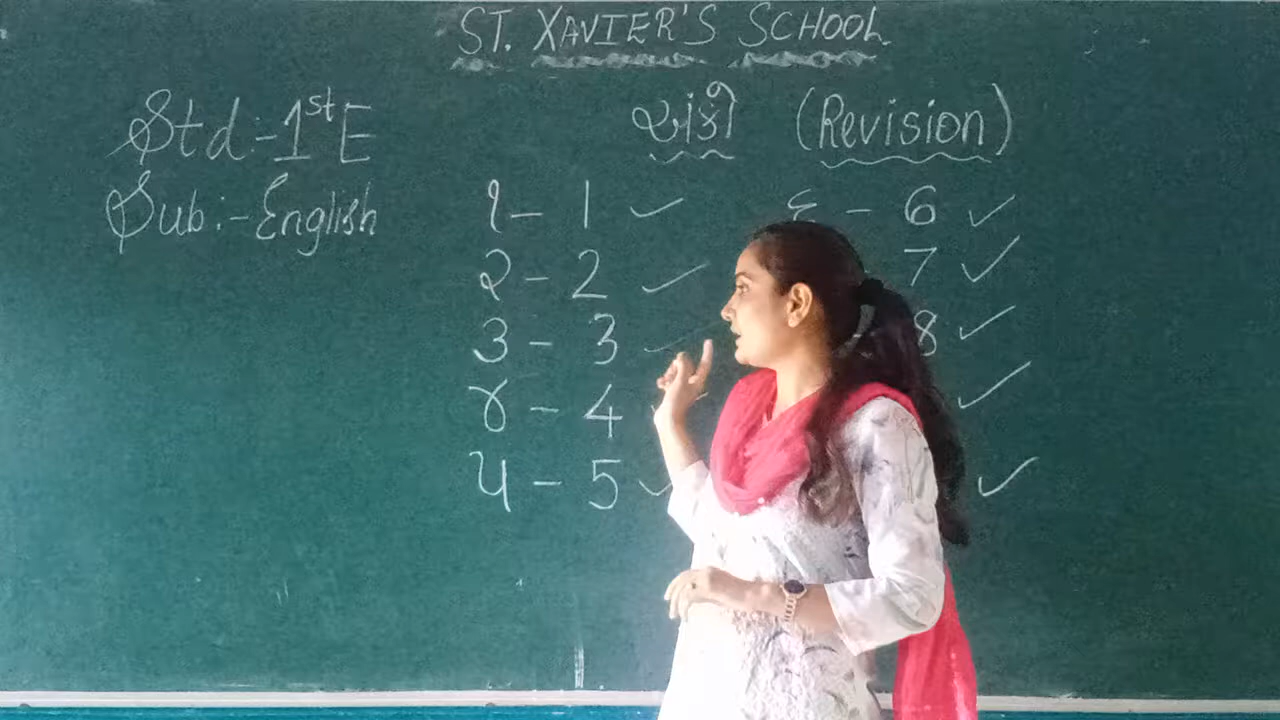 ST. XAVIER'S SCHOOL
Std:- 1st E
Sub:- English
અંકો (Revision)
૧ - 1 ✓
૨ - 2 ✓
૩ - 3 ✓
૪ - 4 ✓
૫ - 5 ✓
૬ - 6 ✓
7 ✓
8 ✓
✓
✓